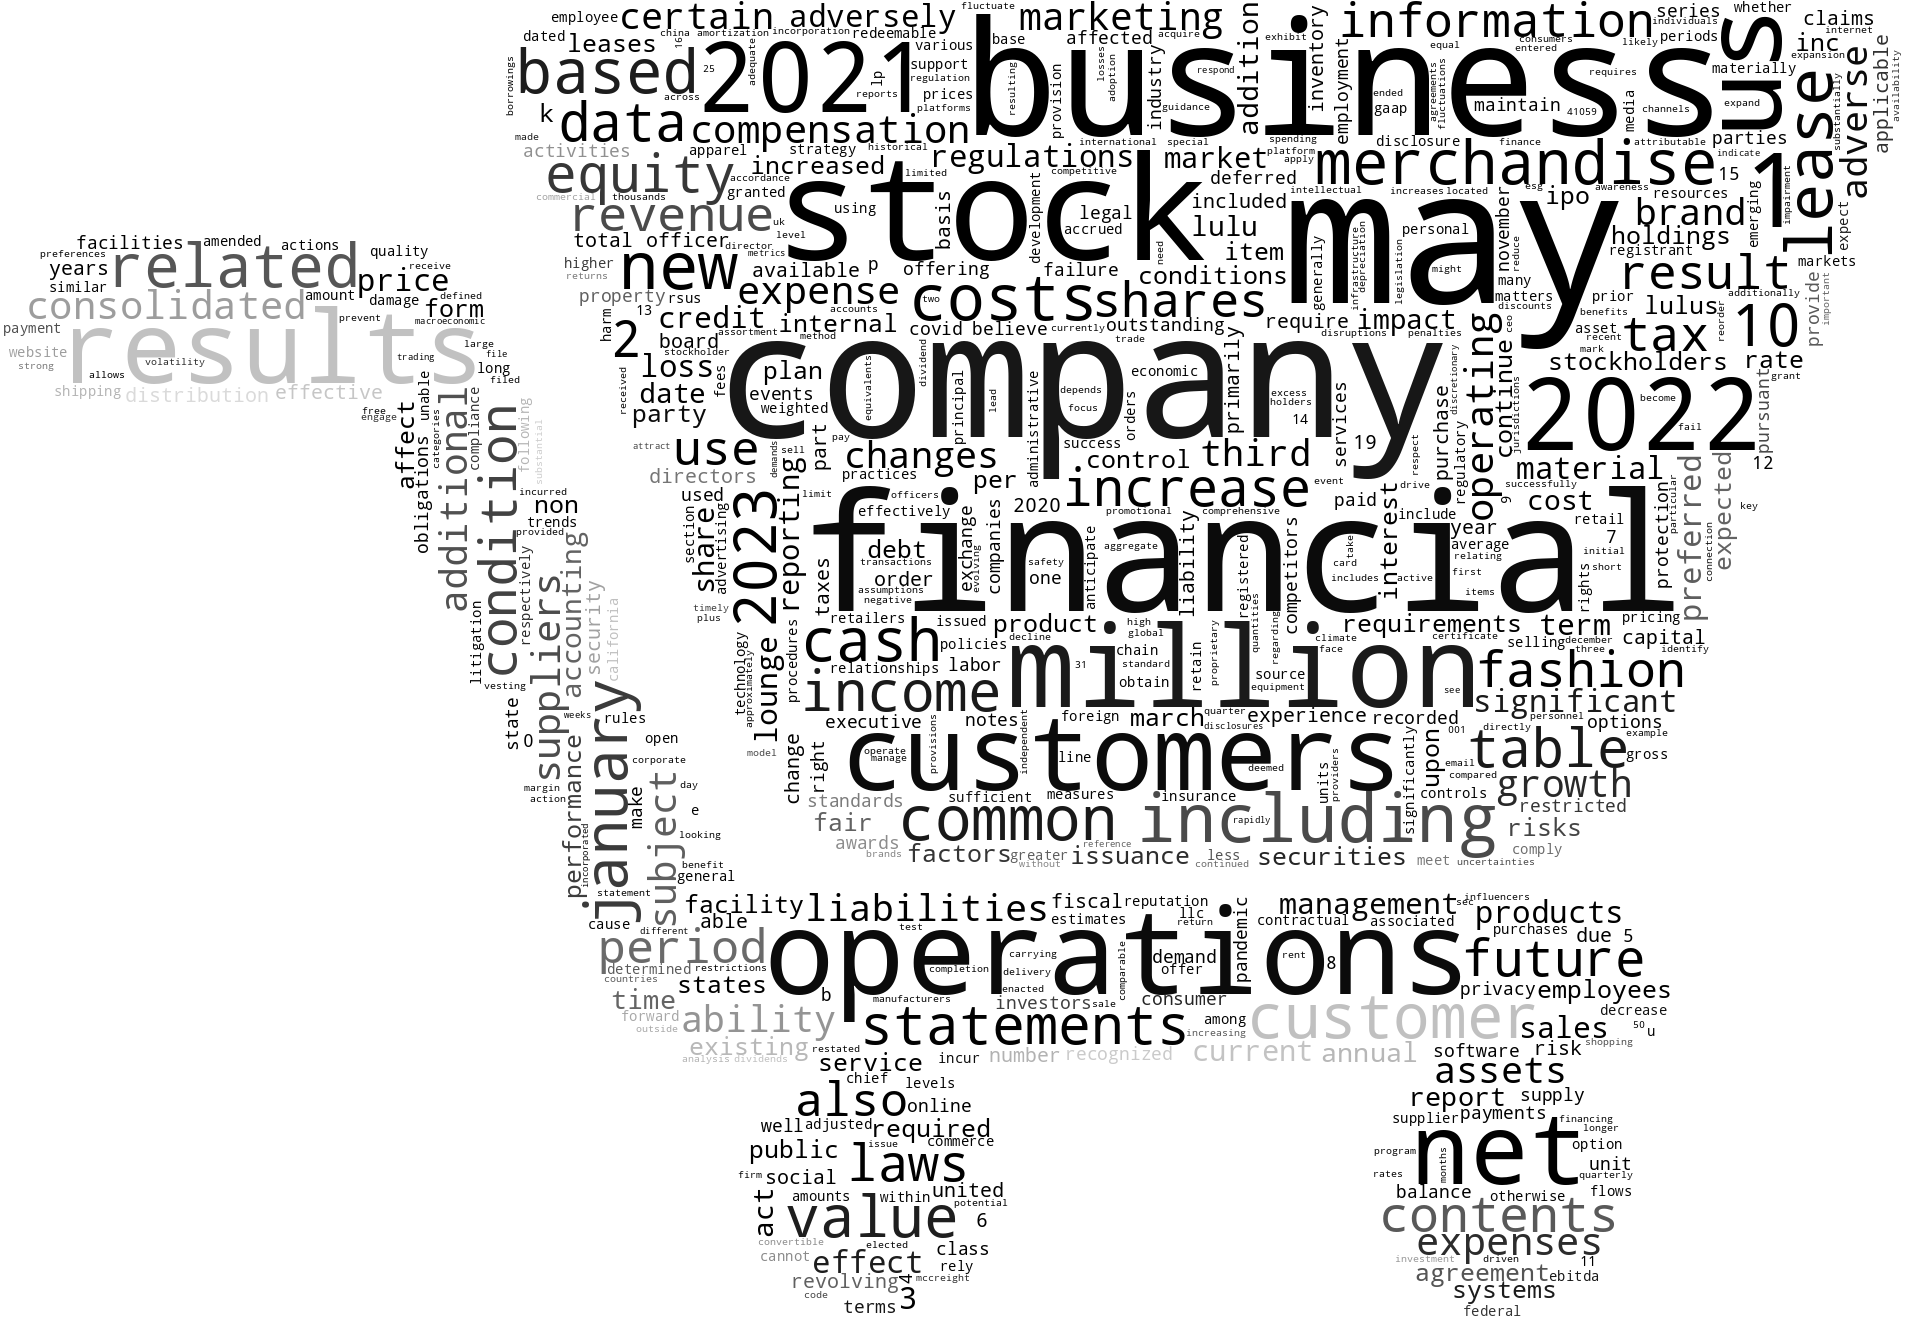 employee certain adversely fluctuate marketing information series whether claims
dated leases china amortization incorporation redeemable various base affected acquire exhibit inventory equal consumers entered likely individuals periods inc internet
16 25 based 2021 business us materially applicable availability
borrowings across adequate reports lp support regulation prices platforms resulting losses adoption provision industry respond guidance addition employment ended gaap agreements fluctuations maintain requires 41059 media channels expand lease substantially adverse
k data compensation made activities apparel strategy historical international special spending platform apply disclosure finance attributable parties indicate
equity increased regulations market merchandise 15 1
commercial thousands accordance granted limited competitive deferred intellectual increases located esg awareness resources emerging impairment
revenue uk using level stock basis development legal accrued included lulu need ipo brand expect
facilities amended actions quality total officer director metrics may personal november holdings registrant markets
preferences years similar related price receive higher returns new available p offering failure conditions item generally infrastructure depreciation legislation might reduce many result additionally important
consolidated amount damage form defined property rsus expense costs shares matters discounts prior lulus provide
payment prevent macroeconomic harm 13 credit assortment accounts internal two covid believe currently outstanding require impact disruptions penalties benefits asset recent tax reorder 10
website strong results volatility trading large file 2 board method trade primarily operating ceo mark stockholders rate
allows long filed loss stockholder company economic continue grant
shipping distribution effective date received fees plan events weighted equivalents dividend principal lead depends focus excess holders 14 services purchase discretionary jurisdictions 2022 become fail pursuant
free engage affect unable categories additional compliance condition following substantial party orders administrative success 19
attract use directors demands sell part pay changes practices control third respect regulatory material 12
obligations incurred non trends provided used section share advertising 2023 reporting limit officers effectively per 2020 increase event paid drive 9 successfully cost preferred expected particular key
financial promotional comprehensive interest include year average relating retail 7 initial short protection connection
litigation respectively suppliers accounting security california timely plus taxes debt transactions order assumptions negative exchange evolving companies safety one aggregate anticipate liability registered competitors card take includes active first items rights
retailers issued product high global decline climate face requirements certificate term december pricing capital
cash policies chain quantities regarding selling three identify
vesting technology approximately lounge procedures relationships labor million 31 standard obtain retain proprietary source equipment see fashion
income significant
state 0 january weeks rules executive notes foreign march quarter disclosures experience recorded directly personnel options
open model change right operate manage customers provisions independent line deemed units providers significantly upon 001 email compared table example gross
performance corporate margin action make subject day standards sufficient measures insurance controls growth restricted
e looking fair common including rapidly risks
incorporated benefit general awards brands factors greater without reference issuance continued less securities meet uncertainties comply
statement facility liabilities fiscal reputation estimates llc return pandemic management sec influencers products
cause different able test contractual associated purchases due 5
period operations future
determined restrictions countries states completion carrying delivery enacted comparable demand offer rent 8 privacy employees
time b manufacturers investors sale consumer decrease
forward outside ability statements among increasing customer sales 50 u
existing restated analysis dividends service incur number recognized current annual software risk shopping
chief levels assets
also online report supply
well adjusted required commerce supplier payments financing longer
public issue laws net option
firm social program rates months unit quarterly
amounts within united potential balance otherwise flows
act value 6 contents
convertible cannot elected class expenses
effect rely investment driven 11
revolving 4 mccreight agreement ebitda
code terms 3 systems
federal